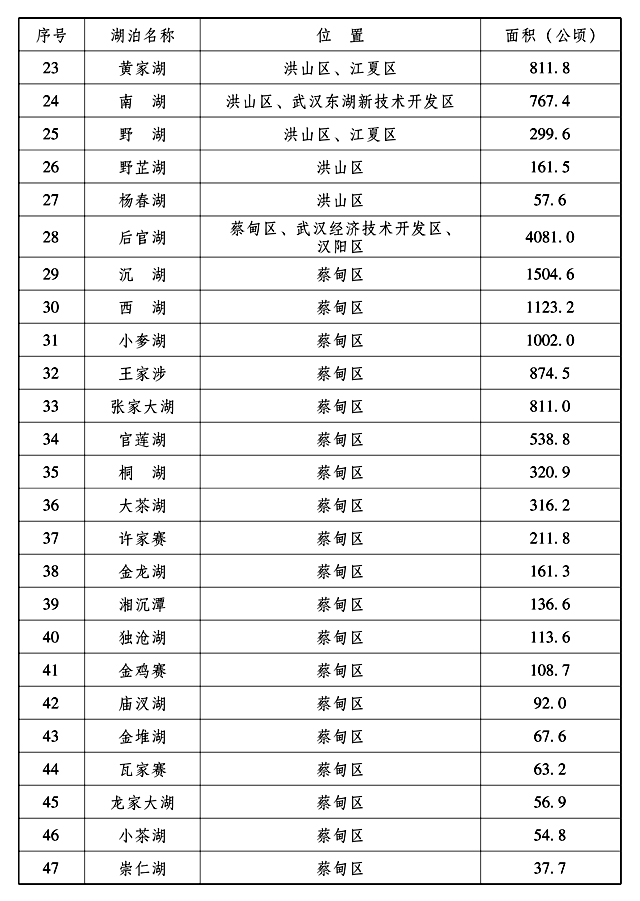 序号 湖泊名称 位 置 面积（公顷）
23 黄家湖 洪山区、江夏区 811.8
24 南 湖 洪山区、武汉东湖新技术开发区 767.4
25 野 湖 洪山区、江夏区 299.6
26 野芷湖 洪山区 161.5
27 杨春湖 洪山区 57.6
28 后官湖 蔡甸区、武汉经济技术开发区、
汉阳区 4081.0
29 沉 湖 蔡甸区 1504.6
30 西 湖 蔡甸区 1123.2
31 小奓湖 蔡甸区 1002.0
32 王家涉 蔡甸区 874.5
33 张家大湖 蔡甸区 811.0
34 官莲湖 蔡甸区 538.8
35 桐 湖 蔡甸区 320.9
36 大茶湖 蔡甸区 316.2
37 许家赛 蔡甸区 211.8
38 金龙湖 蔡甸区 161.3
39 湘沉潭 蔡甸区 136.6
40 独沧湖 蔡甸区 113.6
41 金鸡赛 蔡甸区 108.7
42 庙汊湖 蔡甸区 92.0
43 金堆湖 蔡甸区 67.6
44 瓦家赛 蔡甸区 63.2
45 龙家大湖 蔡甸区 56.9
46 小茶湖 蔡甸区 54.8
47 崇仁湖 蔡甸区 37.7